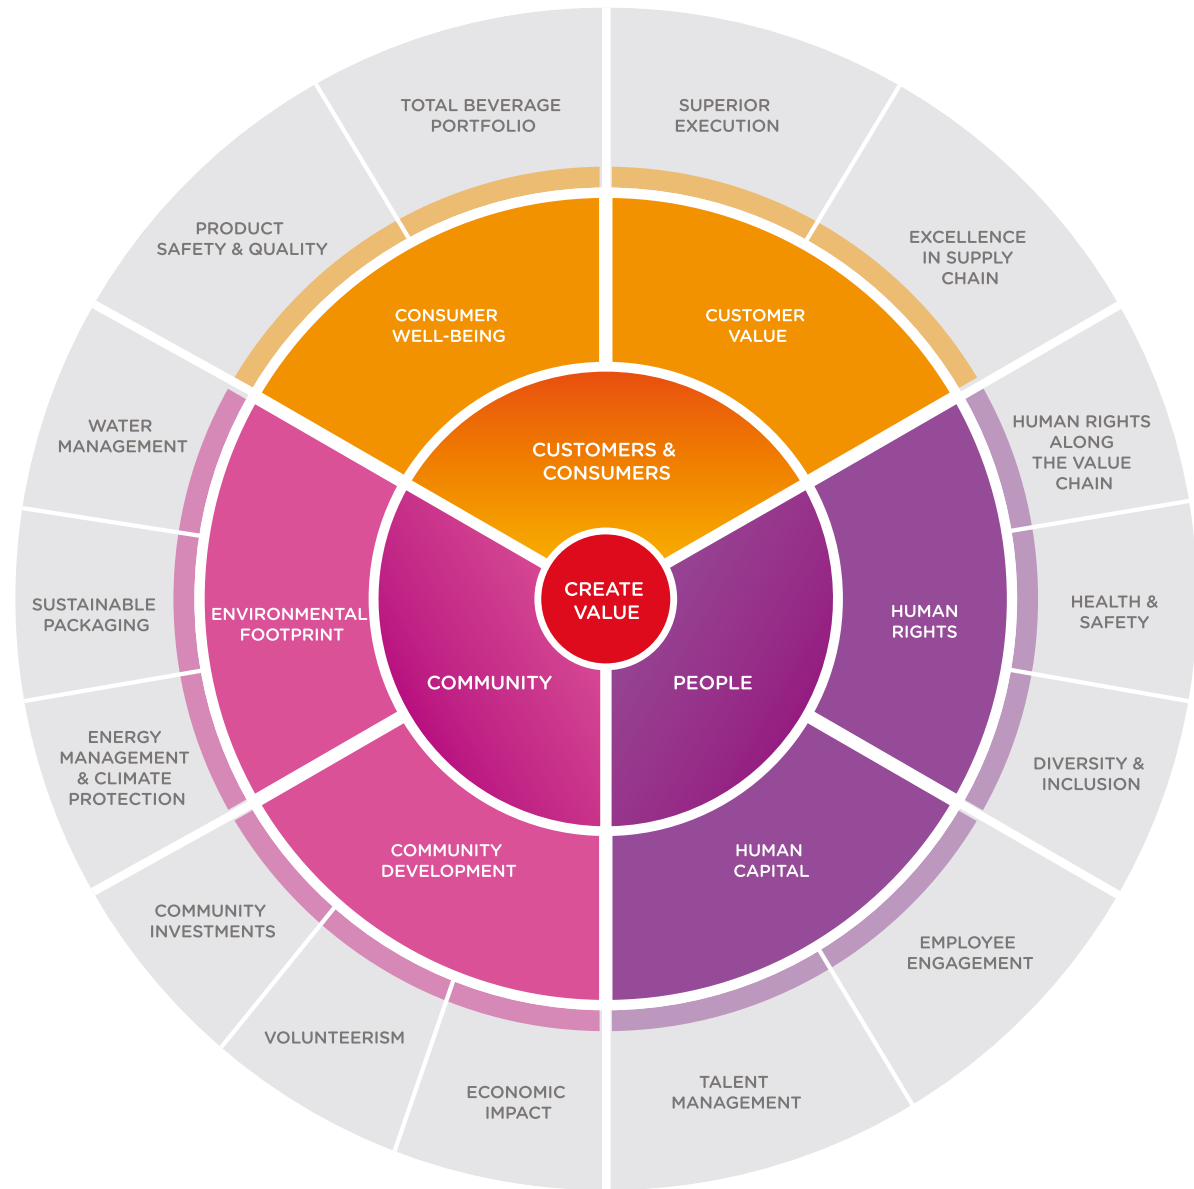 TOTAL BEVERAGE
PORTFOLIO
SUPERIOR
EXECUTION
PRODUCT
SAFETY & QUALITY
EXCELLENCE
IN SUPPLY
CHAIN
CONSUMER
WELL-BEING
CUSTOMER
VALUE
WATER
MANAGEMENT
CUSTOMERS &
CONSUMERS
HUMAN RIGHTS
ALONG
THE VALUE
CHAIN
CREATE
VALUE
SUSTAINABLE
PACKAGING
ENVIRONMENTAL
FOOTPRINT
HUMAN
RIGHTS
HEALTH &
SAFETY
COMMUNITY
PEOPLE
ENERGY
MANAGEMENT
& CLIMATE
PROTECTION
DIVERSITY &
INCLUSION
COMMUNITY
DEVELOPMENT
HUMAN
CAPITAL
COMMUNITY
INVESTMENTS
EMPLOYEE
ENGAGEMENT
VOLUNTEERISM
ECONOMIC
IMPACT
TALENT
MANAGEMENT